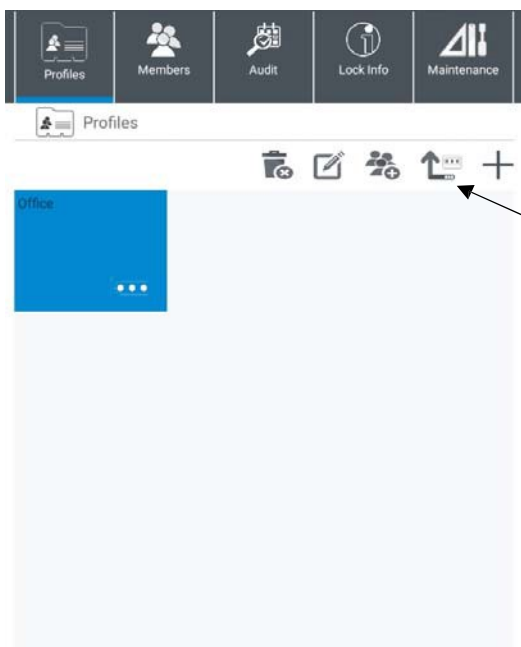 Profiles
Members
Audit
Lock Info
Maintenance
Profiles
Office